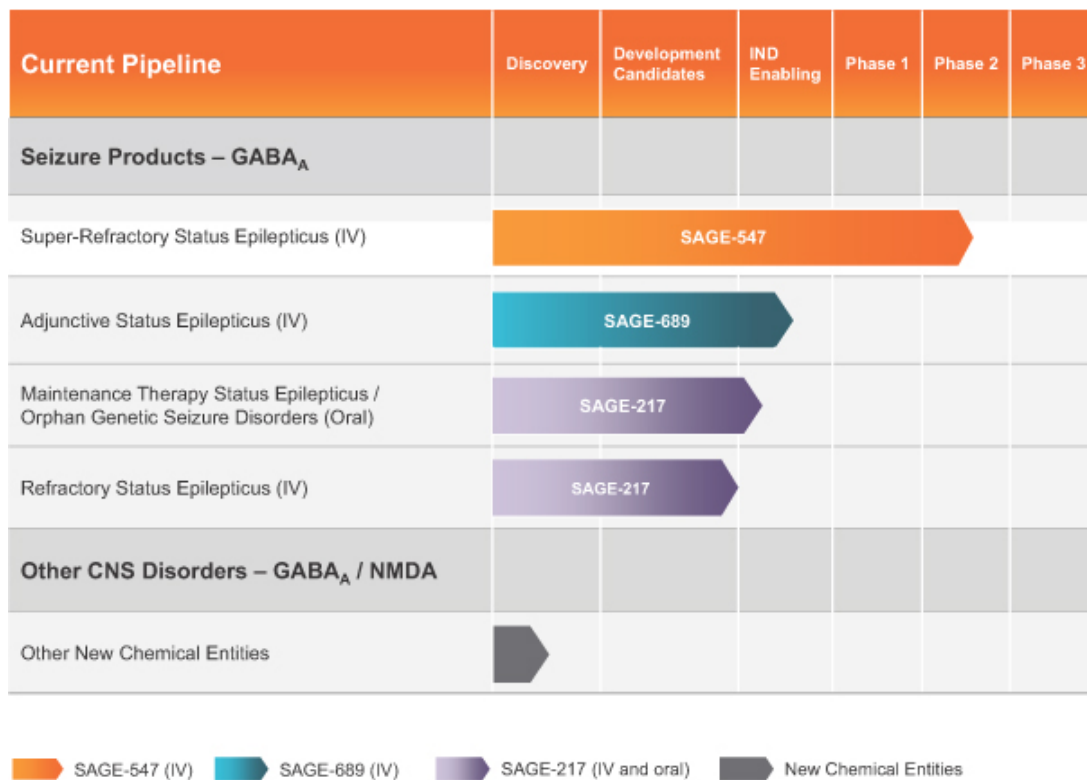 Current Pipeline
Discovery
Development
Candidates
IND
Enabling
Phase 1
Phase 2
Phase 3
Seizure Products – GABAA
Super-Refractory Status Epilepticus (IV)
SAGE-547
Adjunctive Status Epilepticus (IV)
SAGE-689
Maintenance Therapy Status Epilepticus /
Orphan Genetic Seizure Disorders (Oral)
SAGE-217
Refractory Status Epilepticus (IV)
SAGE-217
Other CNS Disorders – GABAA / NMDA
Other New Chemical Entities
SAGE-547 (IV)
SAGE-689 (IV)
SAGE-217 (IV and oral)
New Chemical Entities